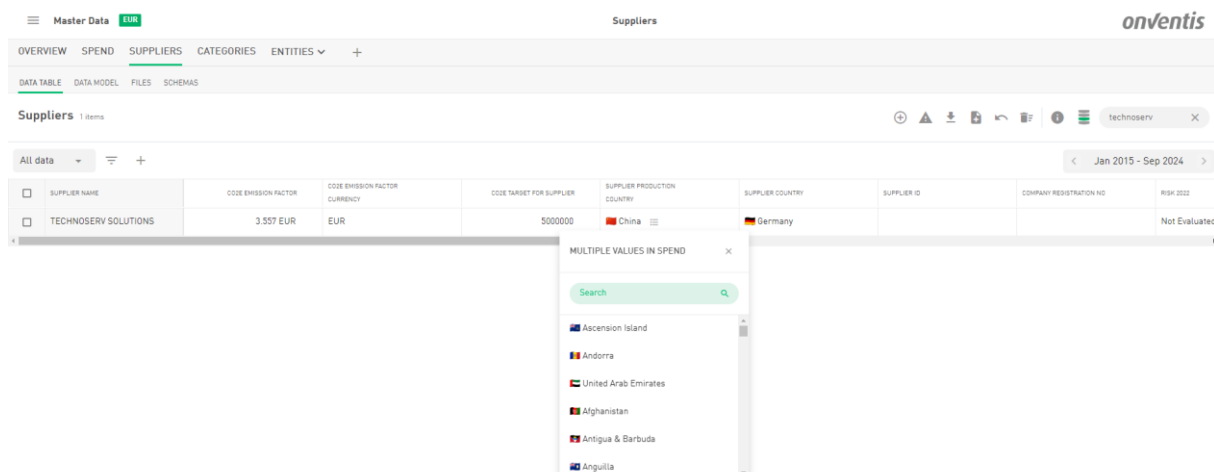 Master Data EUR Suppliers onventis
OVERVIEW SPEND SUPPLIERS CATEGORIES ENTITIES
DATA TABLE DATA MODEL FILES SCHEMAS
Suppliers 1 items technoserv
All data Jan 2015 - Sep 2024
SUPPLIER NAME CO2E EMISSION FACTOR CO2E EMISSION FACTOR CURRENCY CO2E TARGET FOR SUPPLIER SUPPLIER PRODUCTION COUNTRY SUPPLIER COUNTRY SUPPLIER ID COMPANY REGISTRATION NO RISK 2022
TECHNOSERV SOLUTIONS 3.557 EUR EUR 5000000 China Germany Not Evaluated
MULTIPLE VALUES IN SPEND
Search
Ascension Island
Andorra
United Arab Emirates
Afghanistan
Antigua & Barbuda
Anguilla